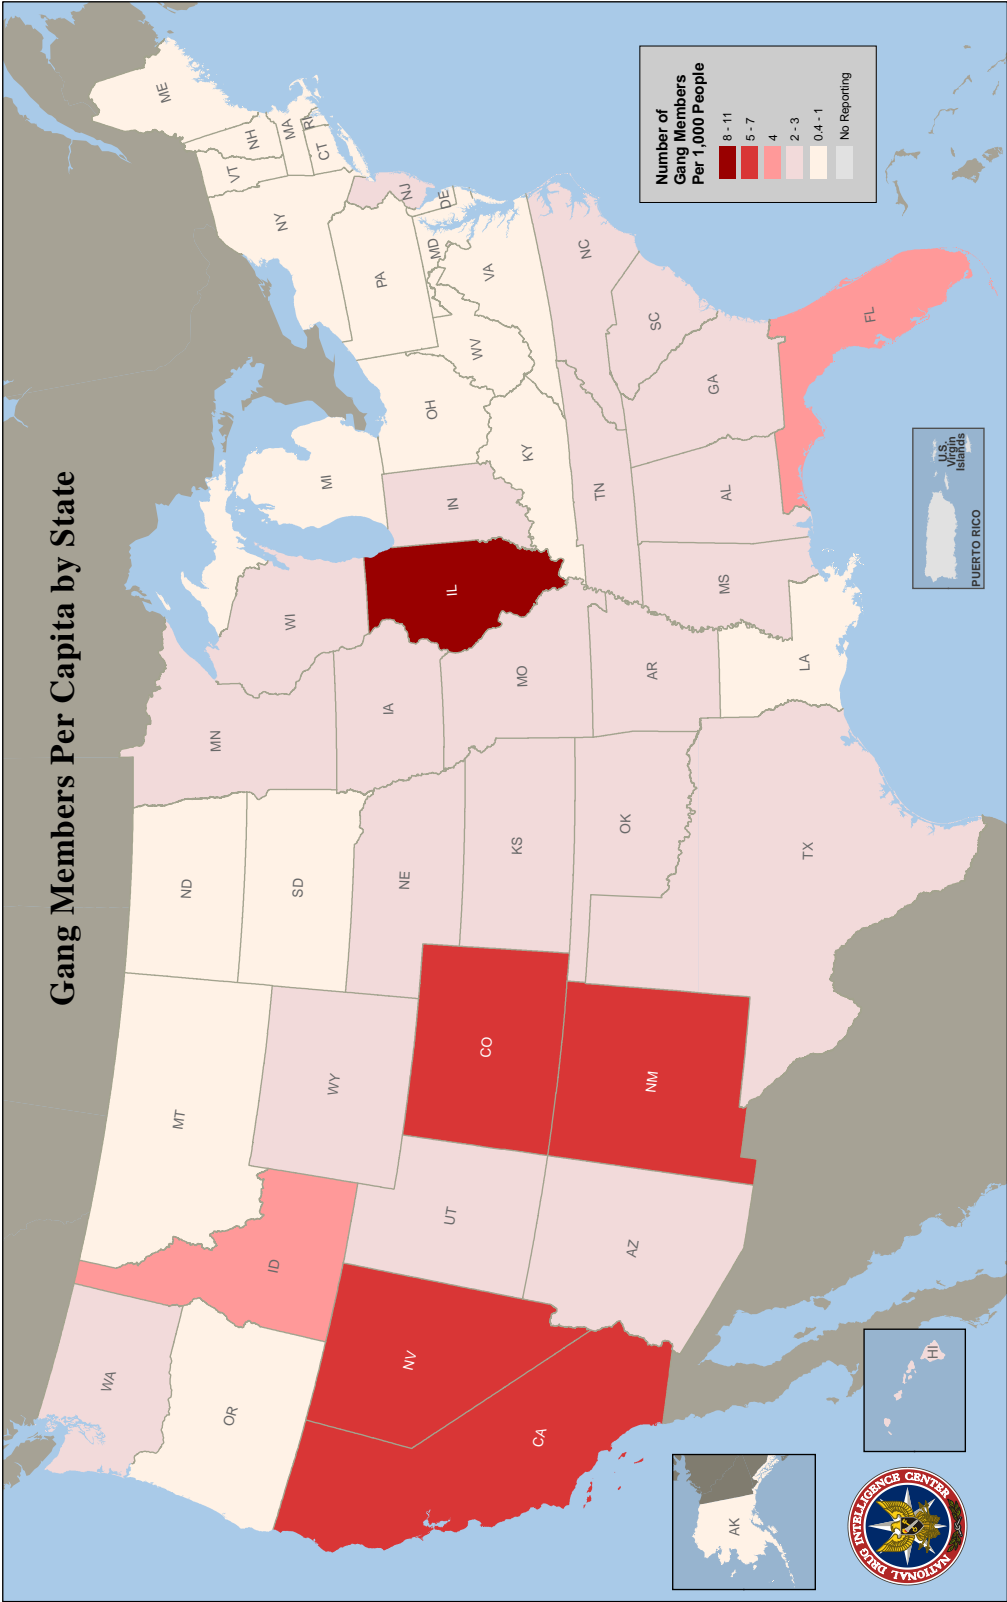 Gang Members Per Capita by State
WA
MT
ND
MN
ME
OR
ID
WY
SD
WI
MI
VT
NH
NY
MA
CT
RI
NV
UT
CO
NE
IA
IL
IN
OH
PA
NJ
CA
AZ
NM
KS
MO
KY
WV
VA
MD
DE
OK
AR
TN
NC
TX
LA
MS
AL
GA
SC
FL
AK
HI
PUERTO RICO
U.S.
Virgin
Islands
Number of
Gang Members
Per 1,000 People
8 - 11
5 - 7
4
2 - 3
0.4 - 1
No Reporting
NATIONAL DRUG INTELLIGENCE CENTER